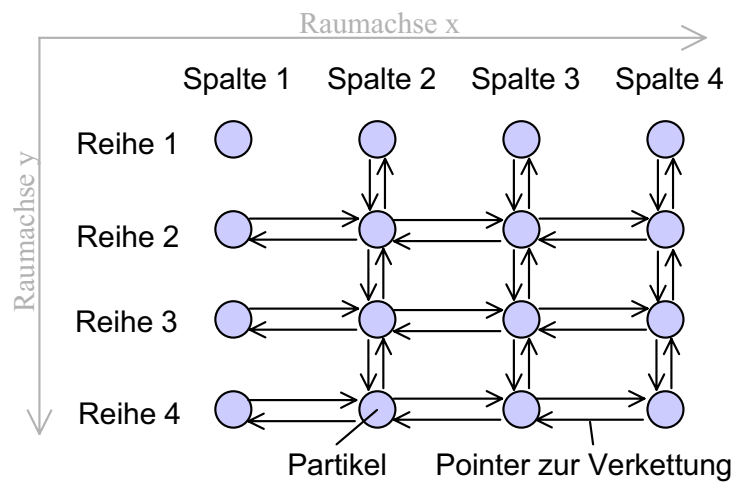 Raumachse x
Spalte 1 Spalte 2 Spalte 3 Spalte 4
Raumachse y
Reihe 1
Reihe 2
Reihe 3
Reihe 4
Partikel Pointer zur Verkettung